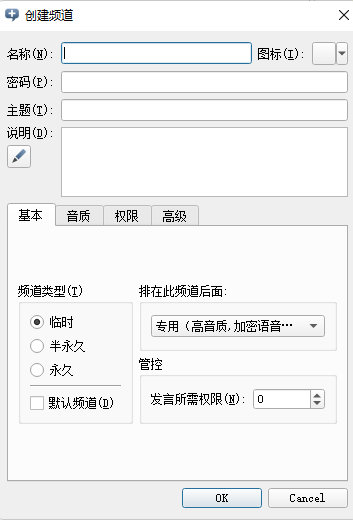 创建频道
名称(N):
图标(I):
密码(P):
主题(T):
说明(D):
基本 音质 权限 高级
频道类型(T)
排在此频道后面:
临时
专用（高音质,加密语音…
半永久
永久
管控
默认频道(D)
发言所需权限(N): 0
OK Cancel